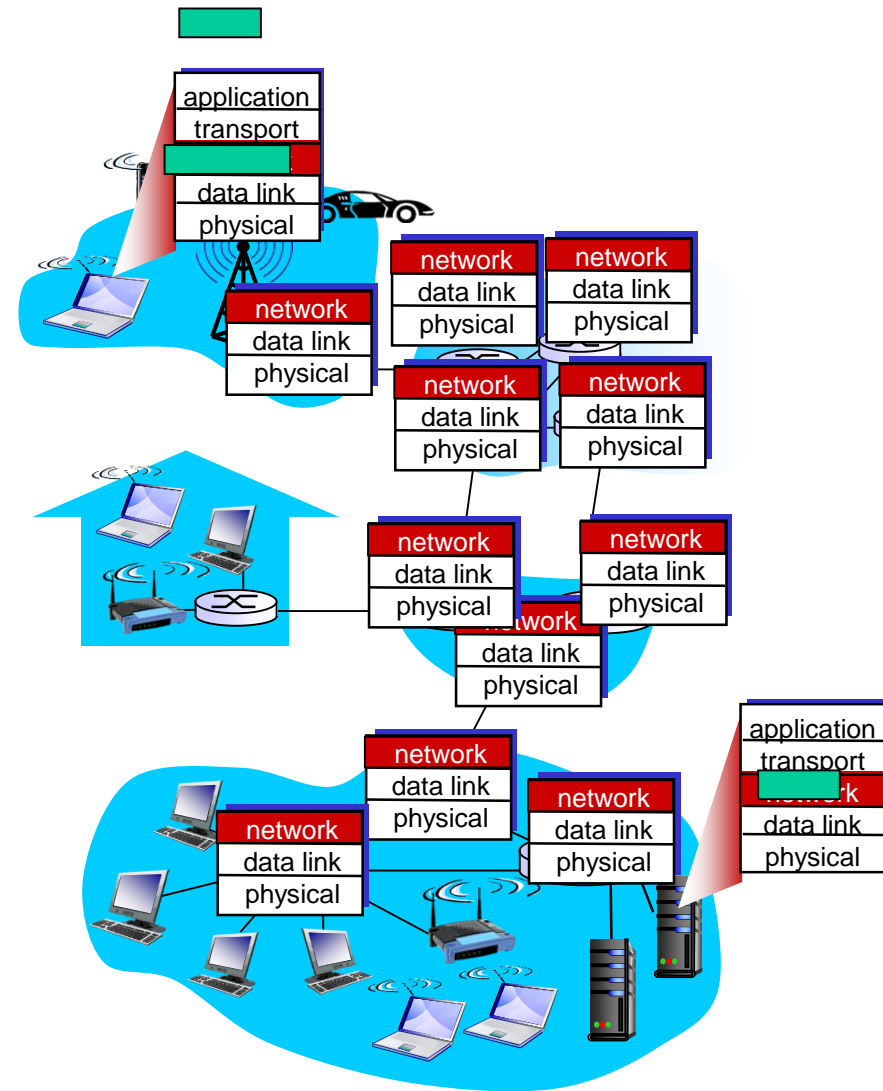 application
transport
data link
physical
network
data link
physical
network
data link
physical
network
data link
physical
network
data link
physical
network
data link
physical
network
data link
physical
network
data link
physical
network
data link
physical
network
data link
physical
application
transport
network
data link
physical
network
data link
physical
network
data link
physical